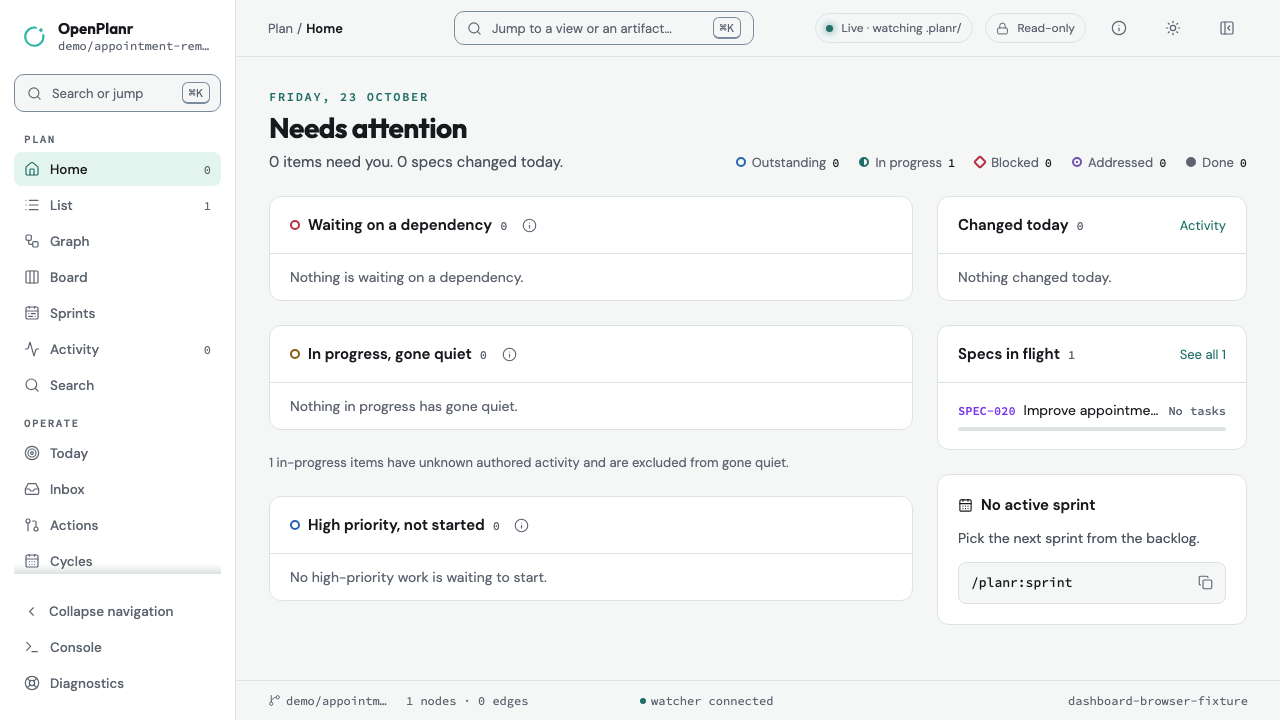 OpenPlanr
demo/appointment-rem…
Search or jump ⌘K
PLAN
Home 0
List 1
Graph
Board
Sprints
Activity 0
Search
OPERATE
Today
Inbox
Actions
Cycles
Collapse navigation
Console
Diagnostics
Plan / Home
Jump to a view or an artifact… ⌘K
Live · watching .planr/
Read-only
FRIDAY, 23 OCTOBER
Needs attention
0 items need you. 0 specs changed today.
Outstanding 0 In progress 1 Blocked 0 Addressed 0 Done 0
Waiting on a dependency 0
Nothing is waiting on a dependency.
In progress, gone quiet 0
Nothing in progress has gone quiet.
1 in-progress items have unknown authored activity and are excluded from gone quiet.
High priority, not started 0
No high-priority work is waiting to start.
Changed today 0 Activity
Nothing changed today.
Specs in flight 1 See all 1
SPEC-020 Improve appointme… No tasks
No active sprint
Pick the next sprint from the backlog.
/planr:sprint
demo/appointm… 1 nodes · 0 edges
watcher connected
dashboard-browser-fixture